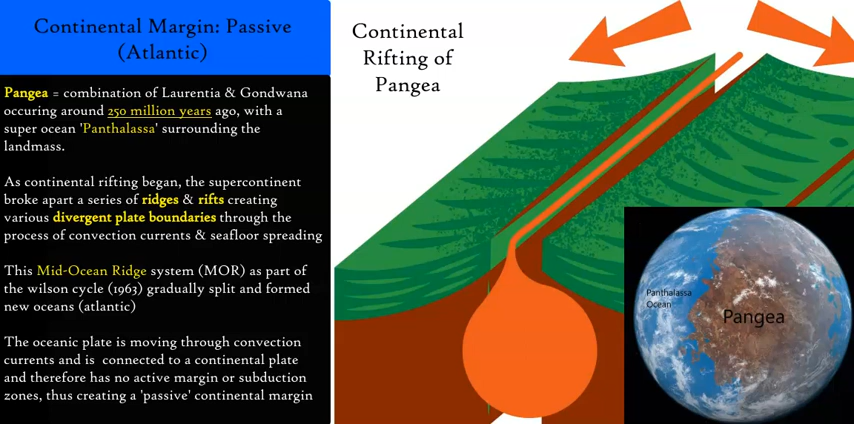 Continental Margin: Passive
(Atlantic)
Pangea = combination of Laurentia & Gondwana
occuring around 250 million years ago, with a
super ocean 'Panthalassa' surrounding the
landmass.
As continental rifting began, the supercontinent
broke apart a series of ridges & rifts creating
various divergent plate boundaries through the
process of convection currents & seafloor spreading
This Mid-Ocean Ridge system (MOR) as part of
the wilson cycle (1963) gradually split and formed
new oceans (atlantic)
The oceanic plate is moving through convection
currents and is connected to a continental plate
and therefore has no active margin or subduction
zones, thus creating a 'passive' continental margin
Continental
Rifting of
Pangea
Panthalassa
Ocean
Pangea